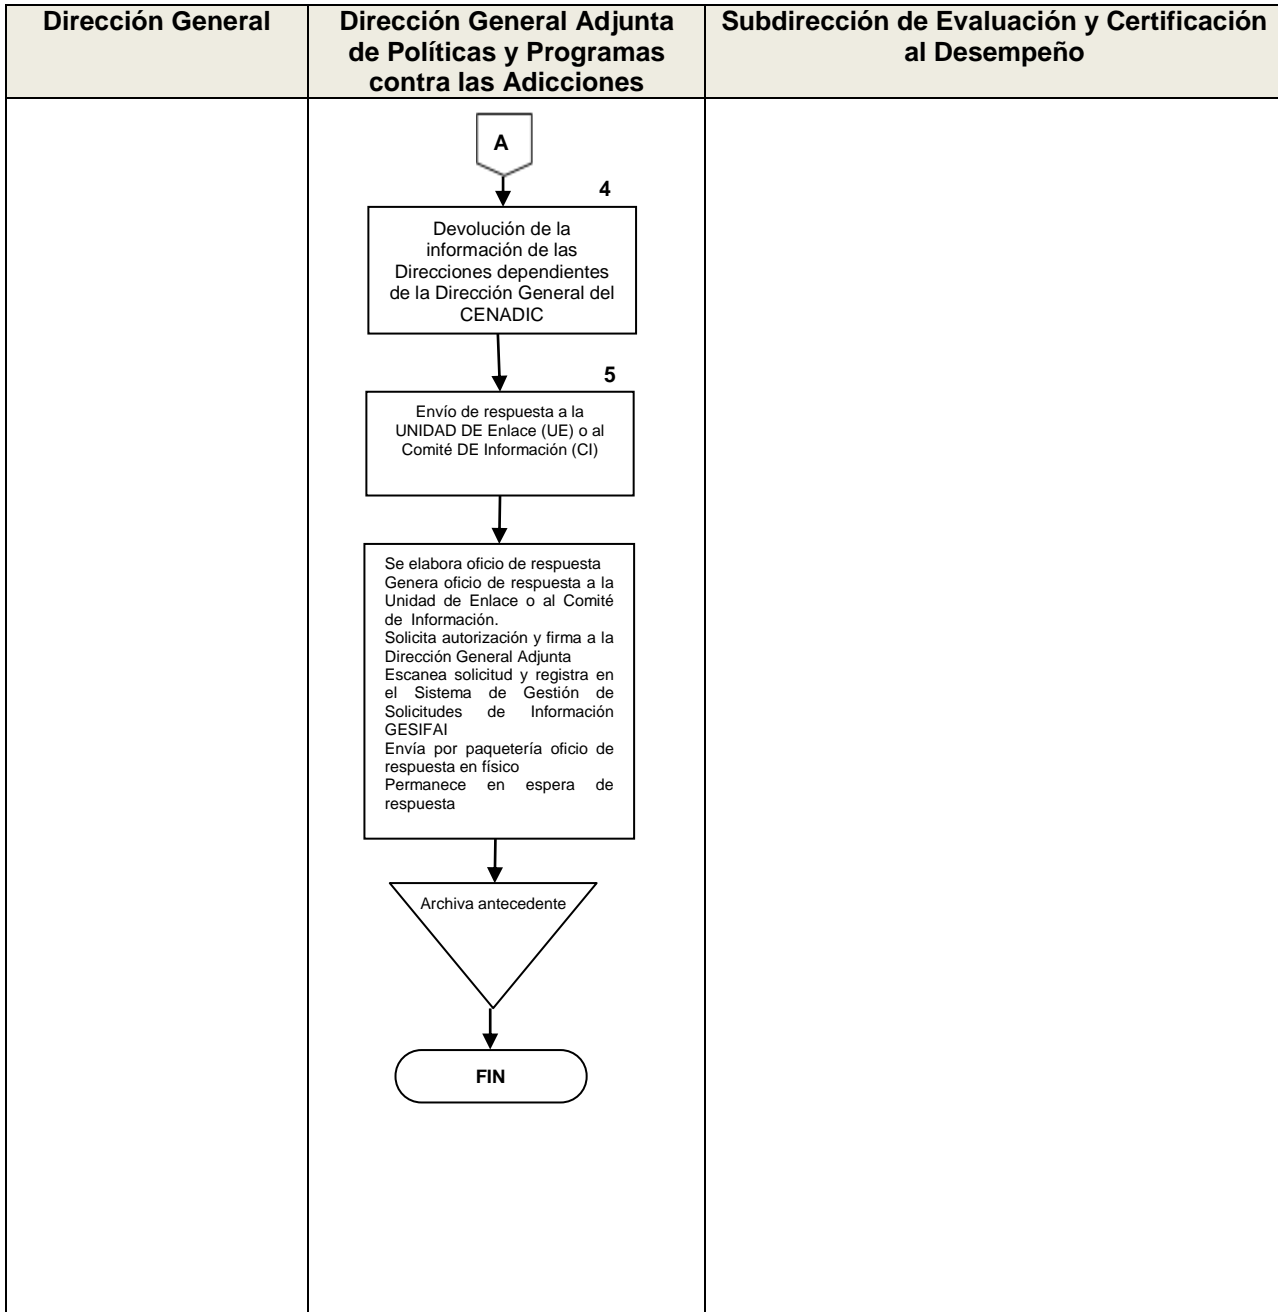 Dirección General
Dirección General Adjunta
de Políticas y Programas
contra las Adicciones
Subdirección de Evaluación y Certificación
al Desempeño
A
4
Devolución de la
información de las
Direcciones dependientes
de la Dirección General del
CENADIC
5
Envío de respuesta a la
UNIDAD DE Enlace (UE) o al
Comité DE Información (CI)
Se elabora oficio de respuesta
Genera oficio de respuesta a la
Unidad de Enlace o al Comité
de Información.
Solicita autorización y firma a la
Dirección General Adjunta
Escanea solicitud y registra en
el Sistema de Gestión de
Solicitudes de Información
GESIFAI
Envía por paquetería oficio de
respuesta en físico
Permanece en espera de
respuesta
Archiva antecedente
FIN